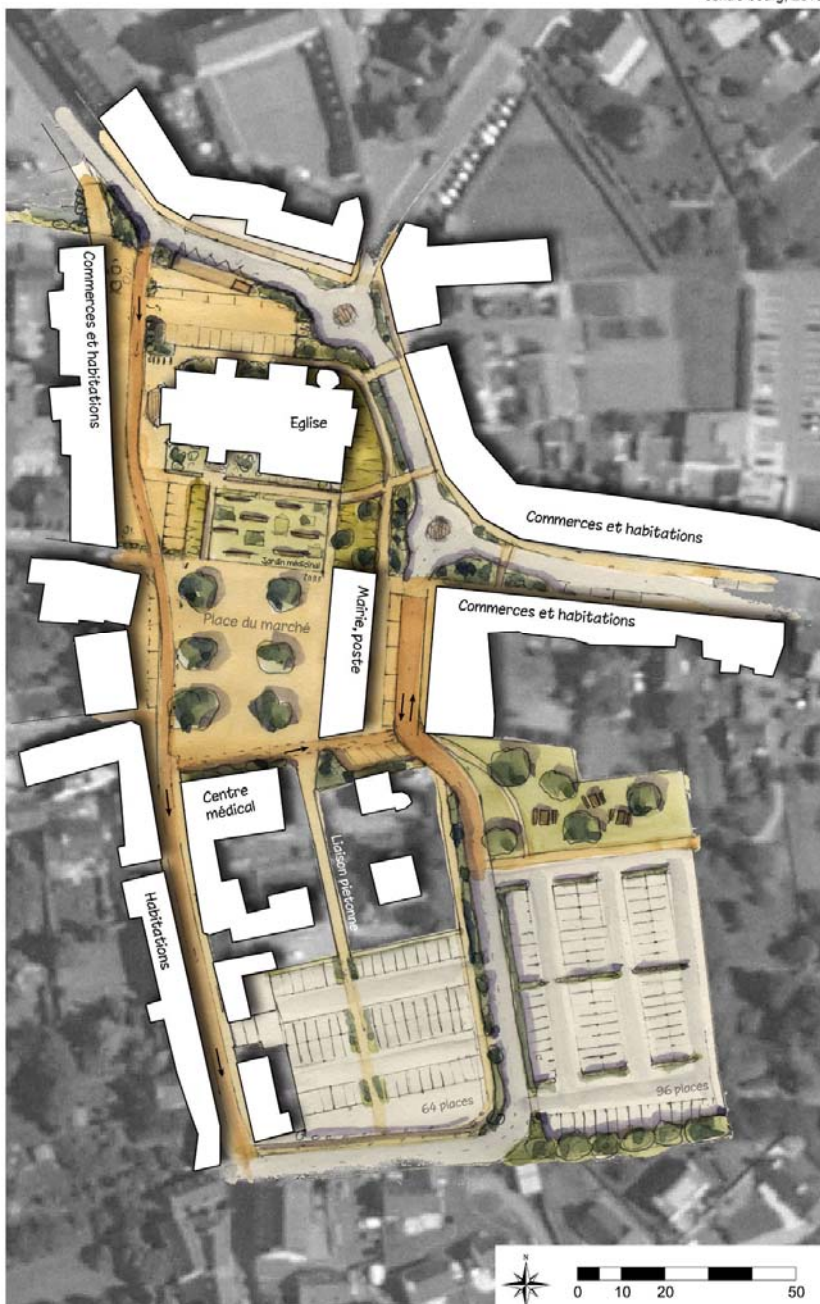 Commerces et habitations
Eglise
Commerces et habitations
Jardin médicinal
Commerces et habitations
Mairie, poste
Place du marché
Centre
médical
Liaison pietonne
Habitations
64 places
96 places
N
0 10 20 50